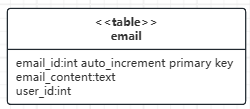 <<table>>
email
email_id:int auto_increment primary key
email_content:text
user_id:int